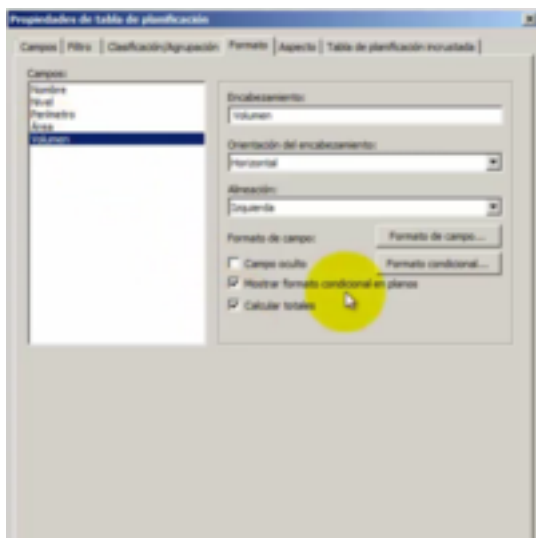 Propiedades de tabla de planificación
Campos Filtro Clasificación/Agrupación Formato Aspecto Tabla de planificación incrustada
Campos:
Nombre
Nivel
Perímetro
Área
Volumen
Encabezamiento:
Volumen
Orientación del encabezamiento:
Horizontal
Alineación:
Izquierda
Formato de campo: Formato de campo...
Campo oculto Formato condicional...
Mostrar formato condicional en planos
Calcular totales